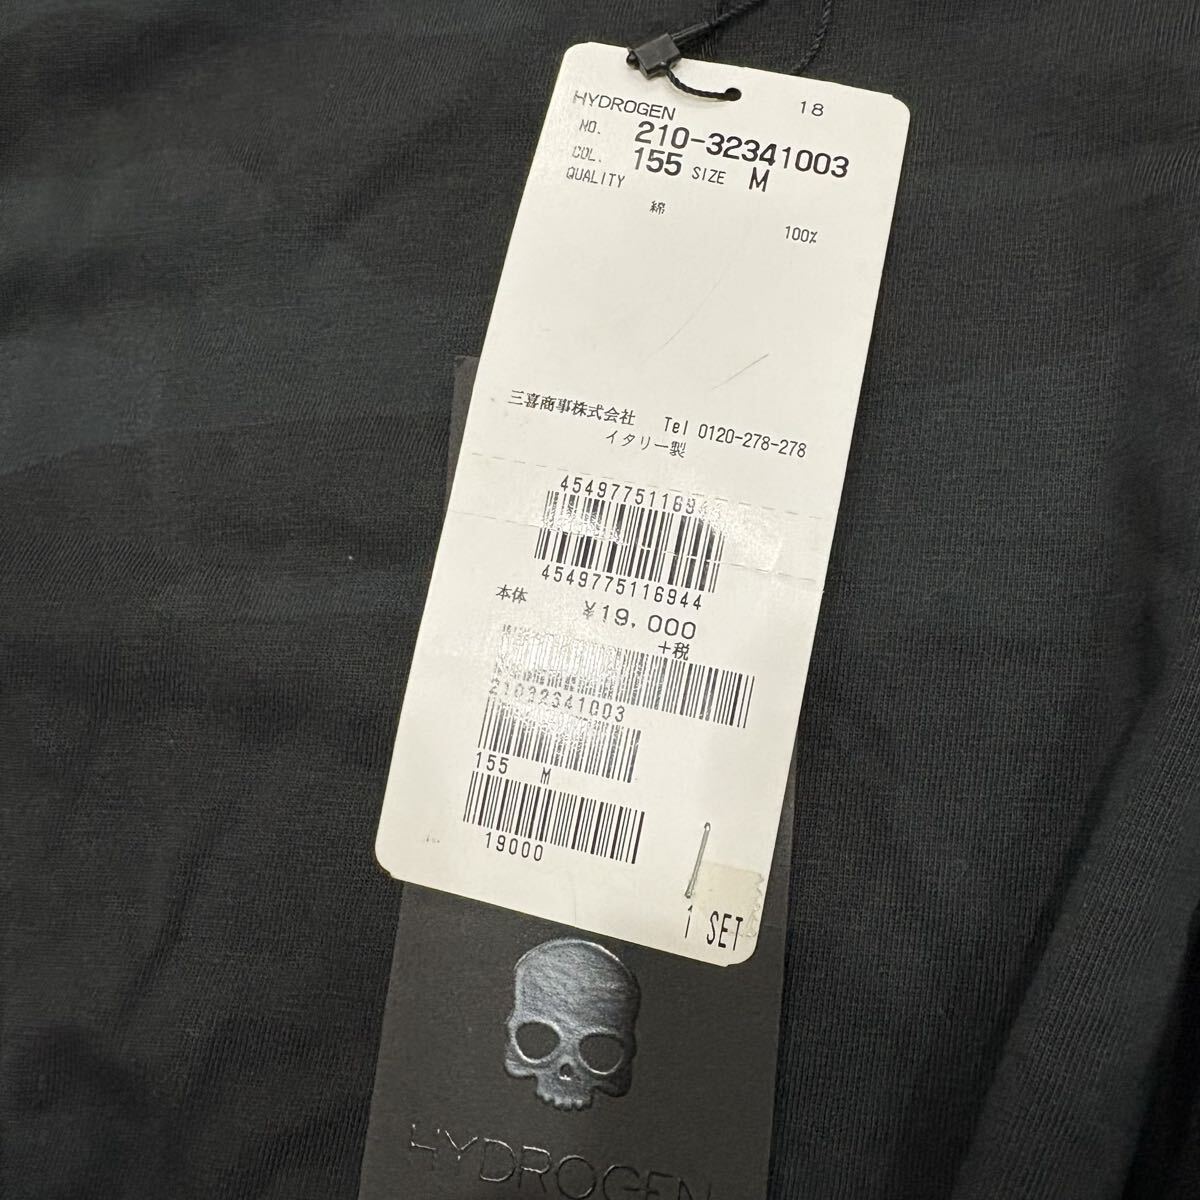 HYDROGEN 18
NO. 210-32341003
COL. 155 SIZE M
QUALITY
綿
100%
三喜商事株式会社 Tel 0120-278-278
イタリー製
454977511694
4549775116944
本体 ¥19,000
+税
21032341003
155 M
19000
1 SET
HYDROGEN